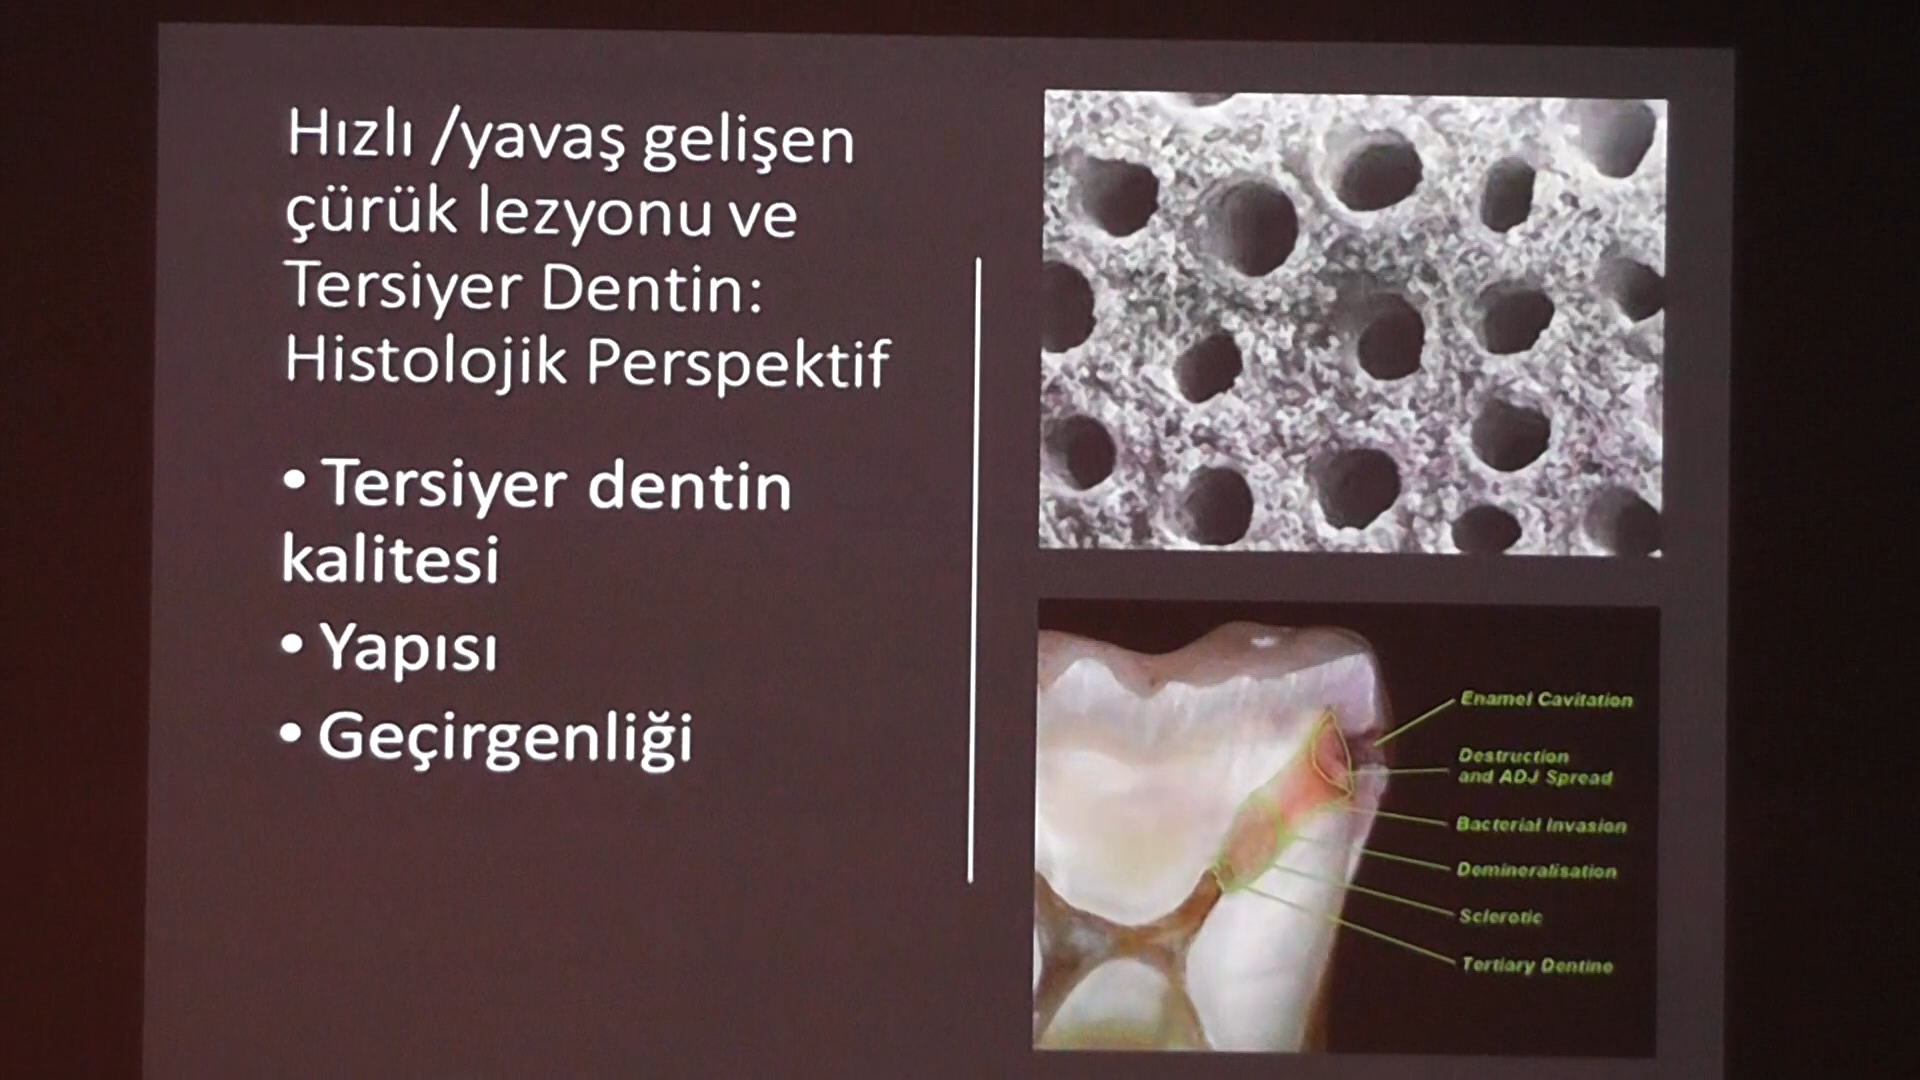 Hızlı /yavaş gelişen
çürük lezyonu ve
Tersiyer Dentin:
Histolojik Perspektif
• Tersiyer dentin
kalitesi
• Yapısı
• Geçirgenliği
Enamel Cavitation
Destruction
and ADJ Spread
Bacterial Invasion
Demineralisation
Sclerotic
Tertiary Dentine